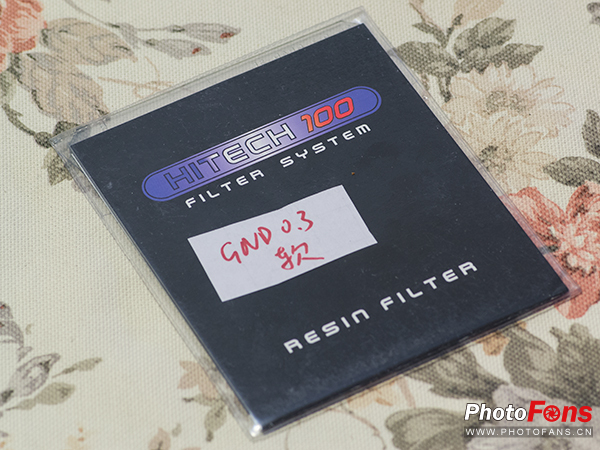 HITECH 100
FILTER SYSTEM
GND 0.3
软
RESIN FILTER
PhotoFans
WWW.PHOTOFANS.CN